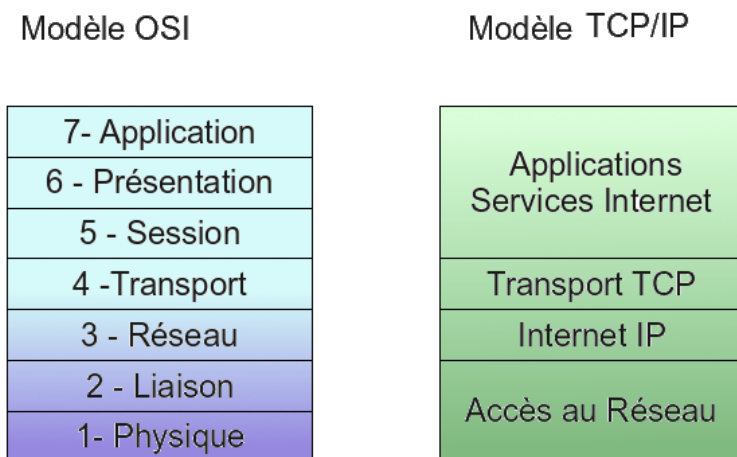 Modèle OSI
7- Application
6 - Présentation
5 - Session
4 -Transport
3 - Réseau
2 - Liaison
1- Physique
Modèle TCP/IP
Applications
Services Internet
Transport TCP
Internet IP
Accès au Réseau